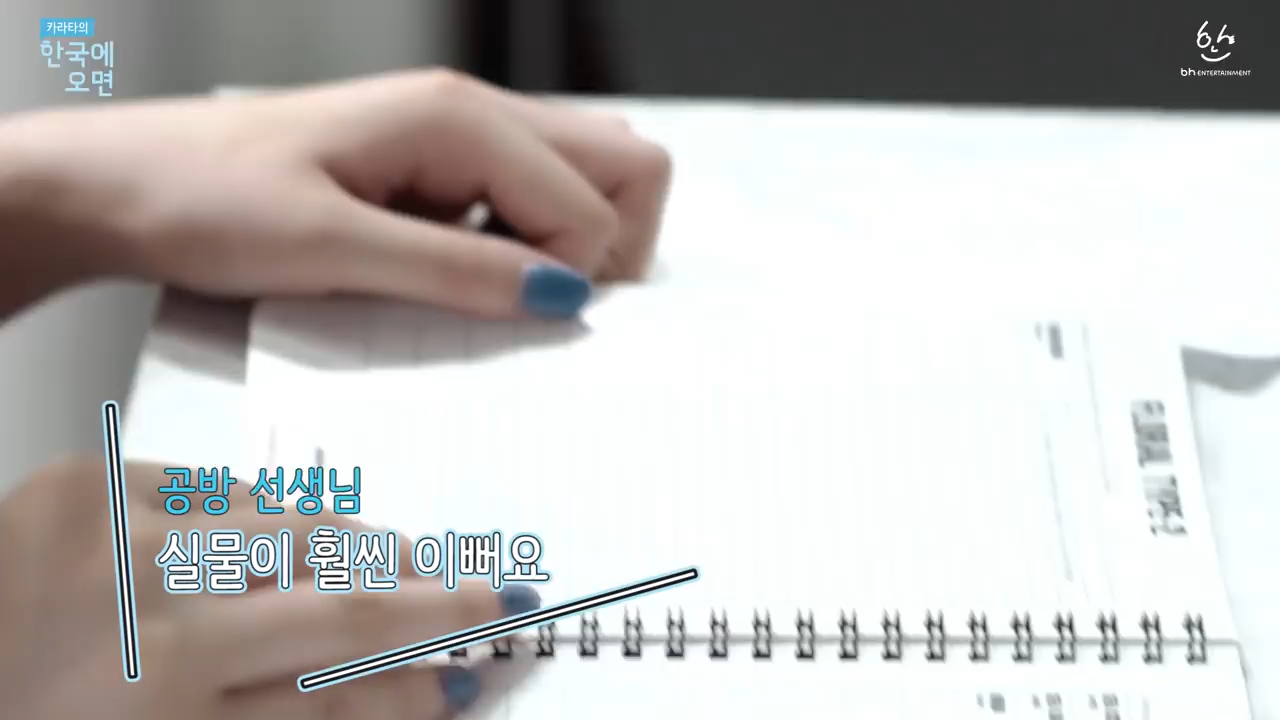 카라타의
한국에
오면
한
bh ENTERTAINMENT
공방 선생님
실물이 훨씬 이뻐요